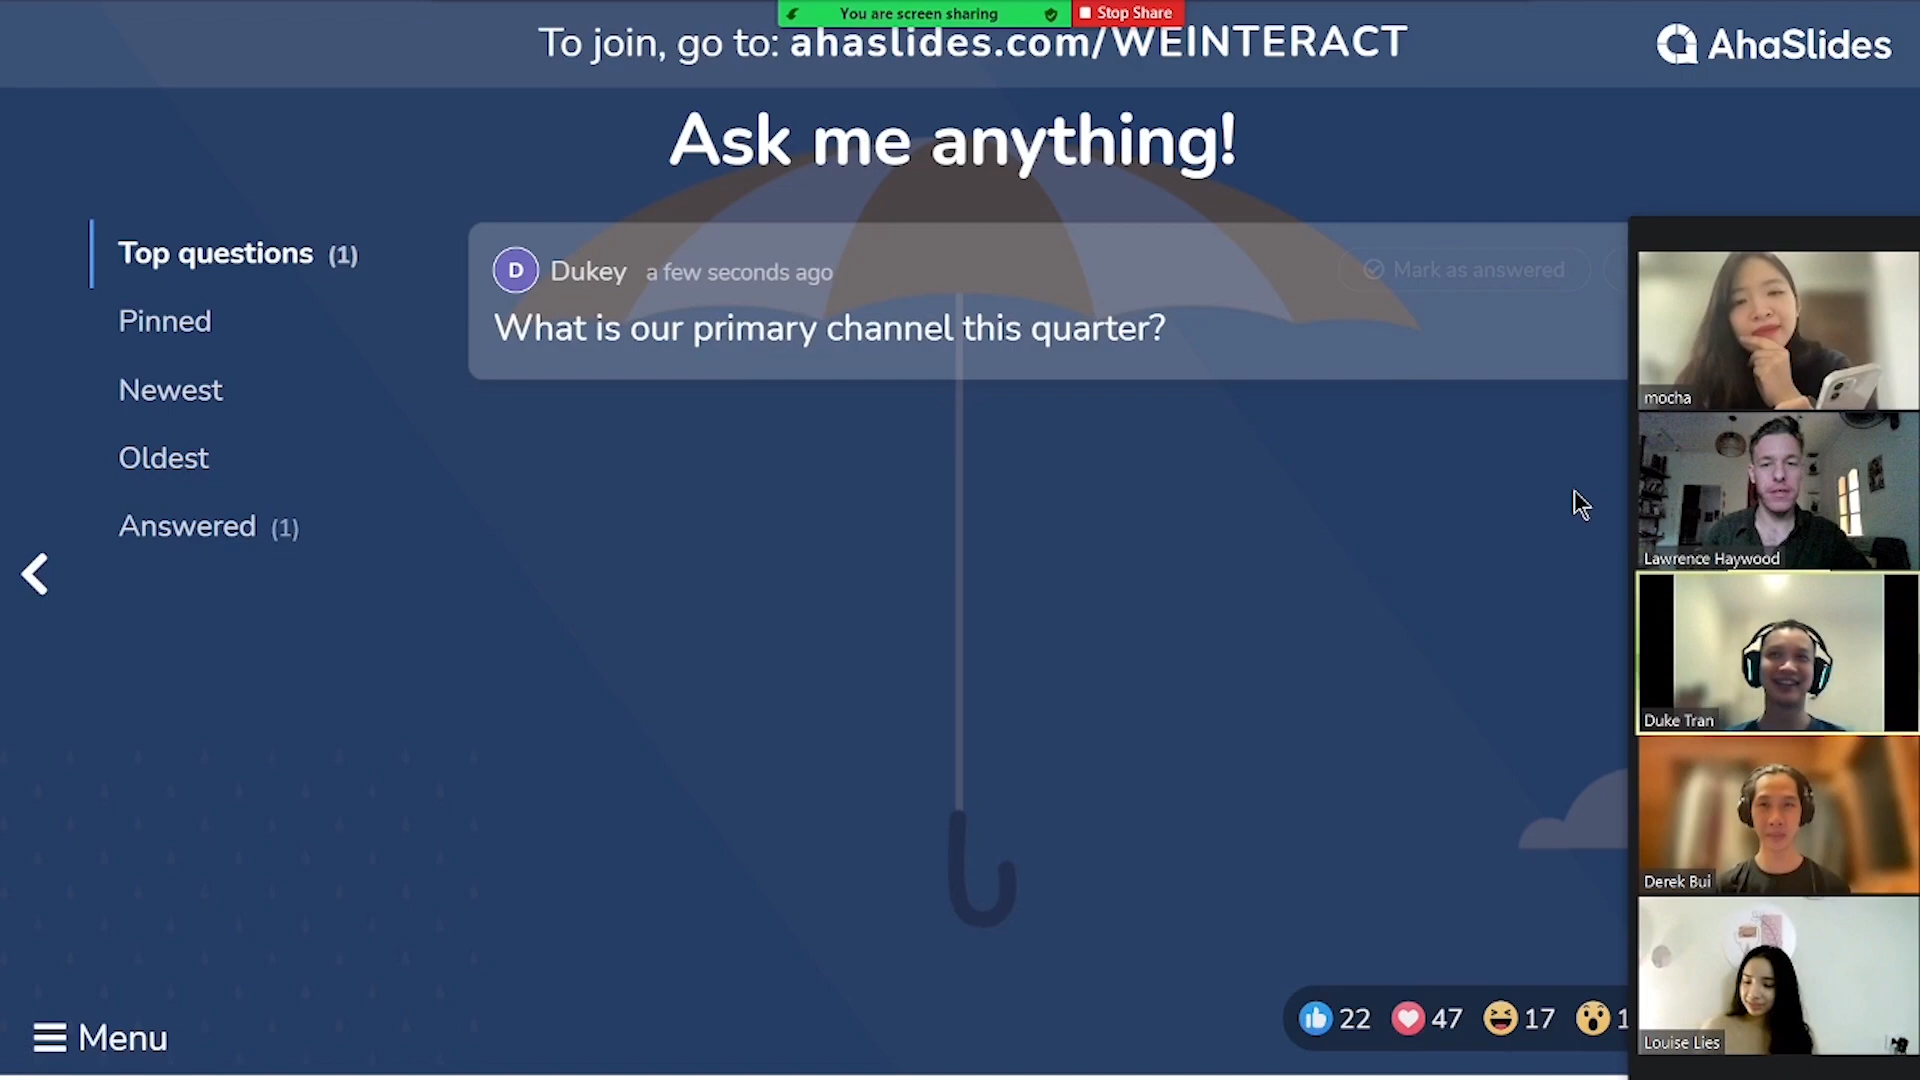 You are screen sharing
Stop Share
To join, go to: ahaslides.com/WEINTERACT
AhaSlides
Ask me anything!
Top questions (1)
Pinned
Newest
Oldest
Answered (1)
D Dukey a few seconds ago
Mark as answered
What is our primary channel this quarter?
mocha
Lawrence Haywood
Duke Tran
Derek Bui
Louise Lies
22 47 17 1
Menu